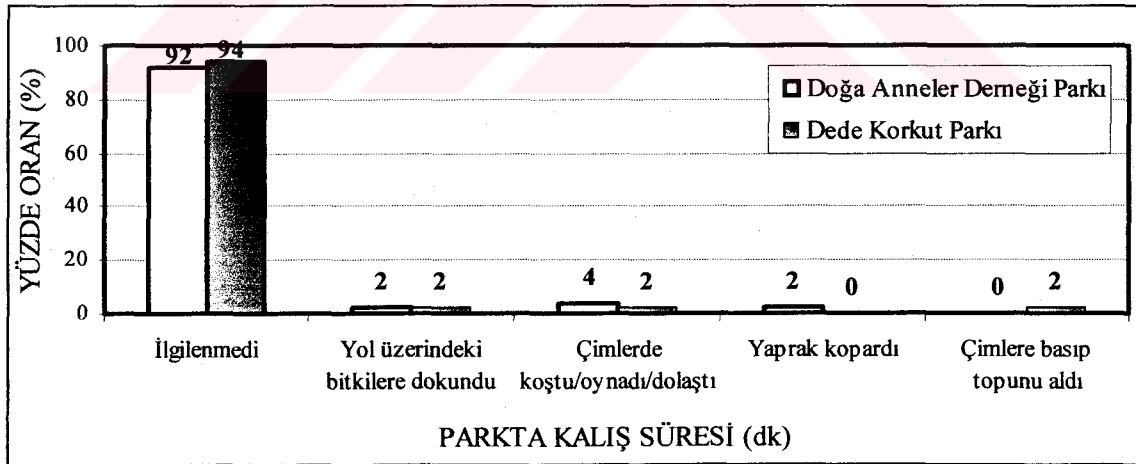 YÜZDE ORAN (%)
100
80
60
40
20
0
92
94
2
2
4
2
2
0
0
2
Doğa Anneler Derneği Parkı
Dede Korkut Parkı
İlgilenmedi
Yol üzerindeki
bitkilere dokundu
Çimlerde
koştu/oynadı/dolaştı
Yaprak kopardı
Çimlere basıp
topunu aldı
PARKTA KALIŞ SÜRESİ (dk)